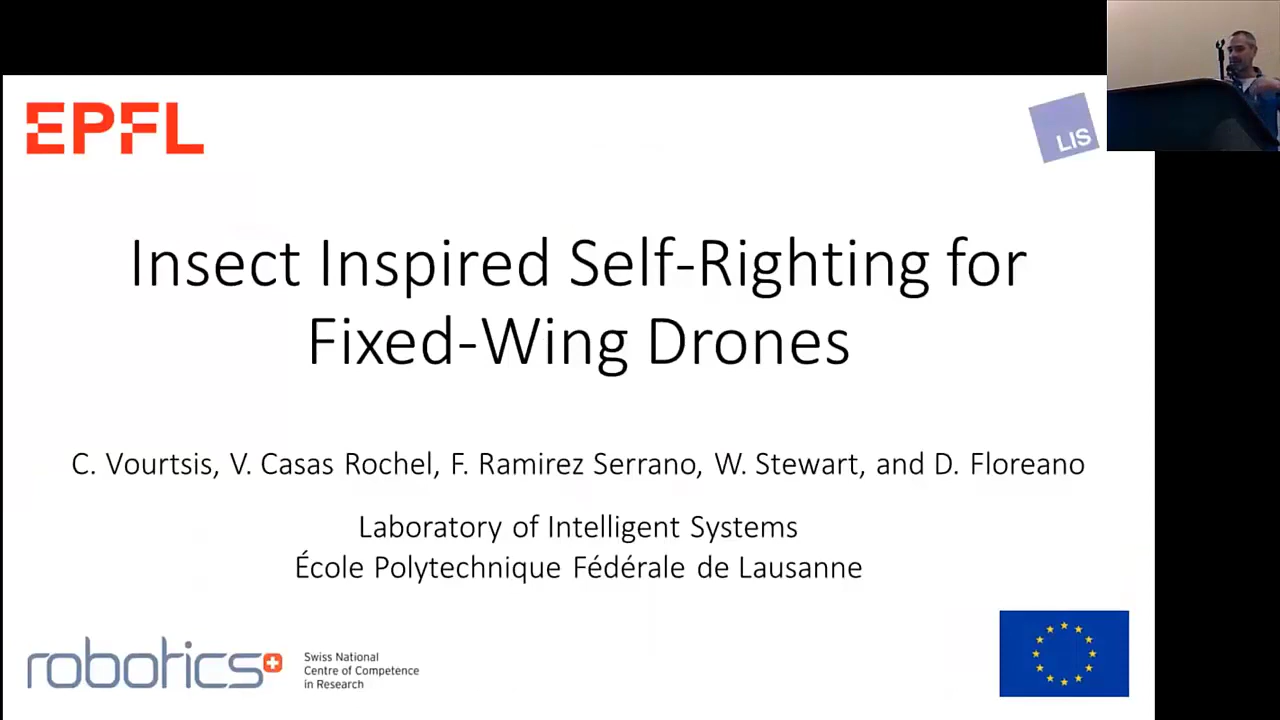 EPFL
LIS
Insect Inspired Self-Righting for
Fixed-Wing Drones
C. Vourtsis, V. Casas Rochel, F. Ramirez Serrano, W. Stewart, and D. Floreano
Laboratory of Intelligent Systems
École Polytechnique Fédérale de Lausanne
robotics
Swiss National
Centre of Competence
in Research